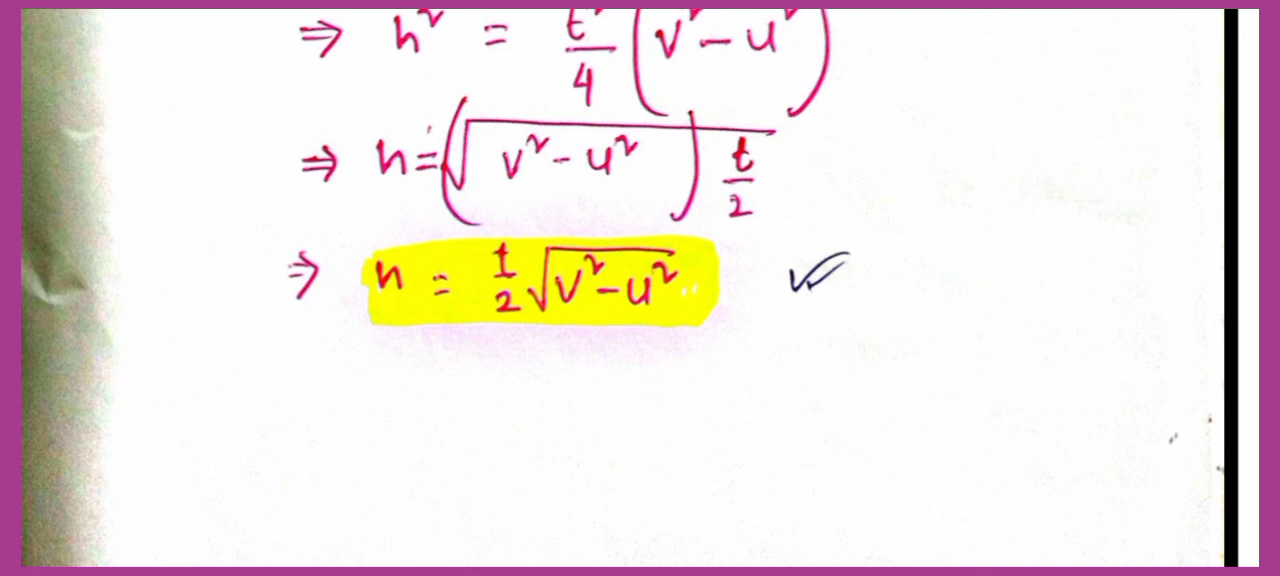 ⇒ h² = t²/4 (v² - u²)
⇒ h = (√(v² - u²)) t/2
⇒ h = t/2 √(v² - u²) ✓